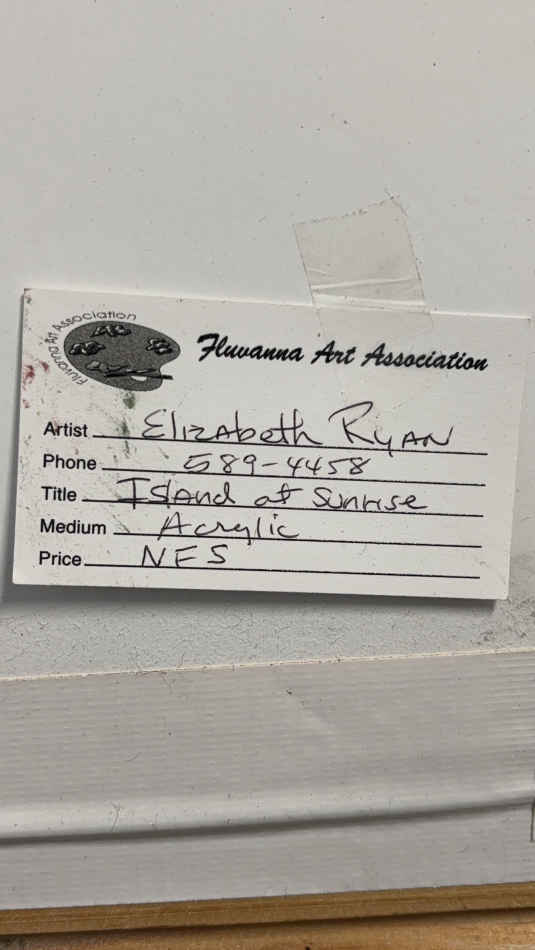 Fluvanna Art Association
Fluvanna Art Association
Artist Elizabeth Ryan
Phone 589-4458
Title Island at Sunrise
Medium Acrylic
Price NFS